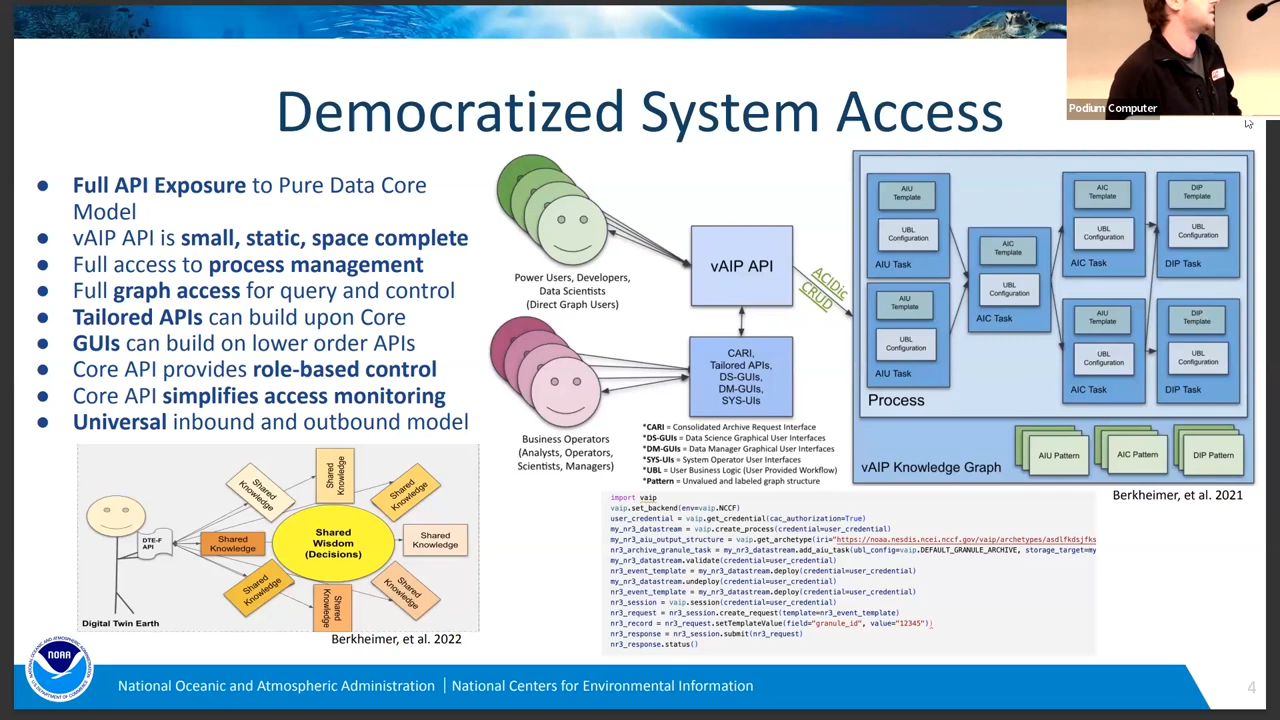 Podium Computer
Democratized System Access
● Full API Exposure to Pure Data Core
Model
● vAIP API is small, static, space complete
● Full access to process management
● Full graph access for query and control
● Tailored APIs can build upon Core
● GUIs can build on lower order APIs
● Core API provides role-based control
● Core API simplifies access monitoring
● Universal inbound and outbound model
Power Users, Developers,
Data Scientists
(Direct Graph Users)
vAIP API
ACIDic
CRUD
CARI,
Tailored APIs,
DS-GUIs,
DM-GUIs,
SYS-UIs
Business Operators
(Analysts, Operators,
Scientists, Managers)
*CARI = Consolidated Archive Request Interface
*DS-GUIs = Data Science Graphical User Interfaces
*DM-GUIs = Data Manager Graphical User Interfaces
*SYS-UIs = System Operator User Interfaces
*UBL = User Business Logic (User Provided Workflow)
*Pattern = Unvalued and labeled graph structure
AIU
Template
UBL
Configuration
AIU Task
AIU
Template
UBL
Configuration
AIU Task
AIC
Template
UBL
Configuration
AIC Task
AIC
Template
UBL
Configuration
AIC Task
AIU
Template
UBL
Configuration
AIC Task
DIP
Template
UBL
Configuration
DIP Task
DIP
Template
UBL
Configuration
DIP Task
Process
vAIP Knowledge Graph
AIU Pattern
AIC Pattern
DIP Pattern
Berkheimer, et al. 2021
DTE-F
API
Digital Twin Earth
Shared
Knowledge
Shared
Knowledge
Shared
Knowledge
Shared
Knowledge
Shared
Wisdom
(Decisions)
Shared
Knowledge
Shared
Knowledge
Shared
Knowledge
Shared
Knowledge
Berkheimer, et al. 2022
import vaip
vaip.set_backend(env=vaip.NCCF)
user_credential = vaip.get_credential(cac_authorization=True)
my_nr3_datastream = vaip.create_process(credential=user_credential)
my_nr3_aiu_output_structure = vaip.get_archetype(iri="https://noaa.nesdis.ncei.nccf.gov/vaip/archetypes/asdlfkdsjfks
nr3_archive_granule_task = my_nr3_datastream.add_aiu_task(ubl_config=vaip.DEFAULT_GRANULE_ARCHIVE, storage_target=my
my_nr3_datastream.validate(credential=user_credential)
nr3_event_template = my_nr3_datastream.deploy(credential=user_credential)
my_nr3_datastream.undeploy(credential=user_credential)
nr3_event_template = my_nr3_datastream.deploy(credential=user_credential)
nr3_session = vaip.session(credential=user_credential)
nr3_request = nr3_session.create_request(template=nr3_event_template)
nr3_record = nr3_request.setTemplateValue(field="granule_id", value="12345"))
nr3_response = nr3_session.submit(nr3_request)
nr3_response.status()
NOAA
National Oceanic and Atmospheric Administration | National Centers for Environmental Information
4